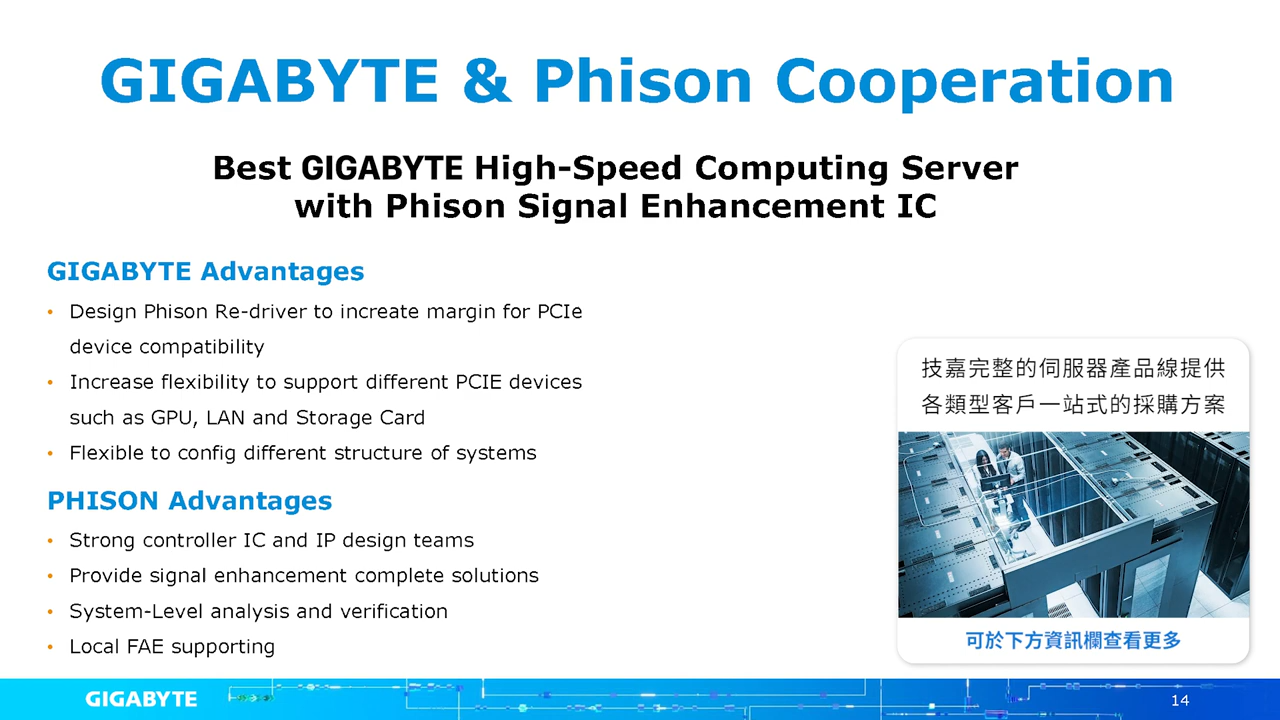 GIGABYTE & Phison Cooperation
Best GIGABYTE High-Speed Computing Server
with Phison Signal Enhancement IC
GIGABYTE Advantages
• Design Phison Re-driver to increate margin for PCIe
device compatibility
• Increase flexibility to support different PCIE devices
such as GPU, LAN and Storage Card
• Flexible to config different structure of systems
PHISON Advantages
• Strong controller IC and IP design teams
• Provide signal enhancement complete solutions
• System-Level analysis and verification
• Local FAE supporting
技嘉完整的伺服器產品線提供
各類型客戶一站式的採購方案
可於下方資訊欄查看更多
GIGABYTE
14